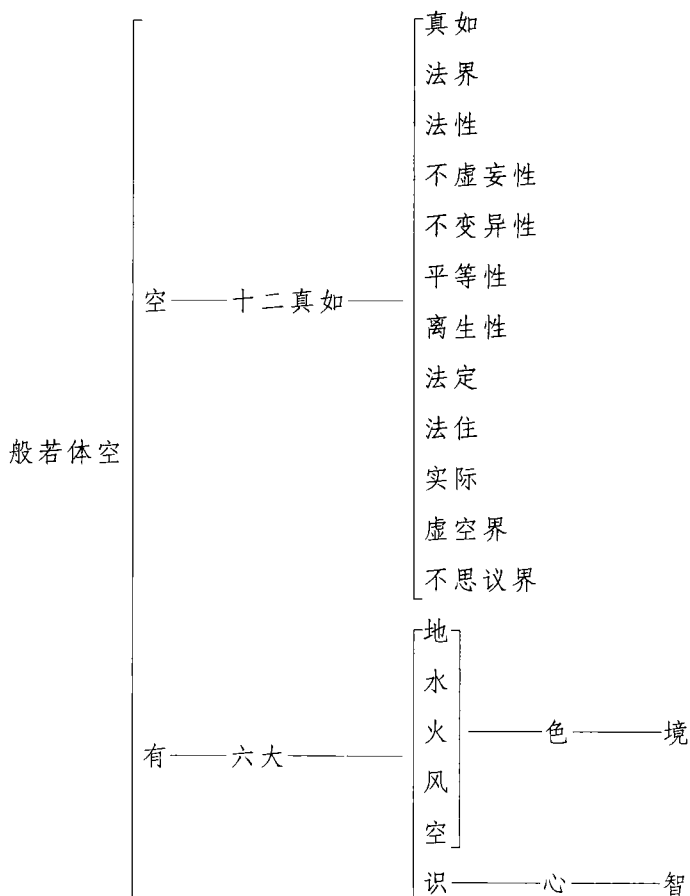 真如
法界
法性
不虚妄性
不变异性
平等性
空——十二真如——
离生性
法定
法住
般若体空
实际
虚空界
不思议界
地
水
有——六大——火——色——境
风
空
识——心——智